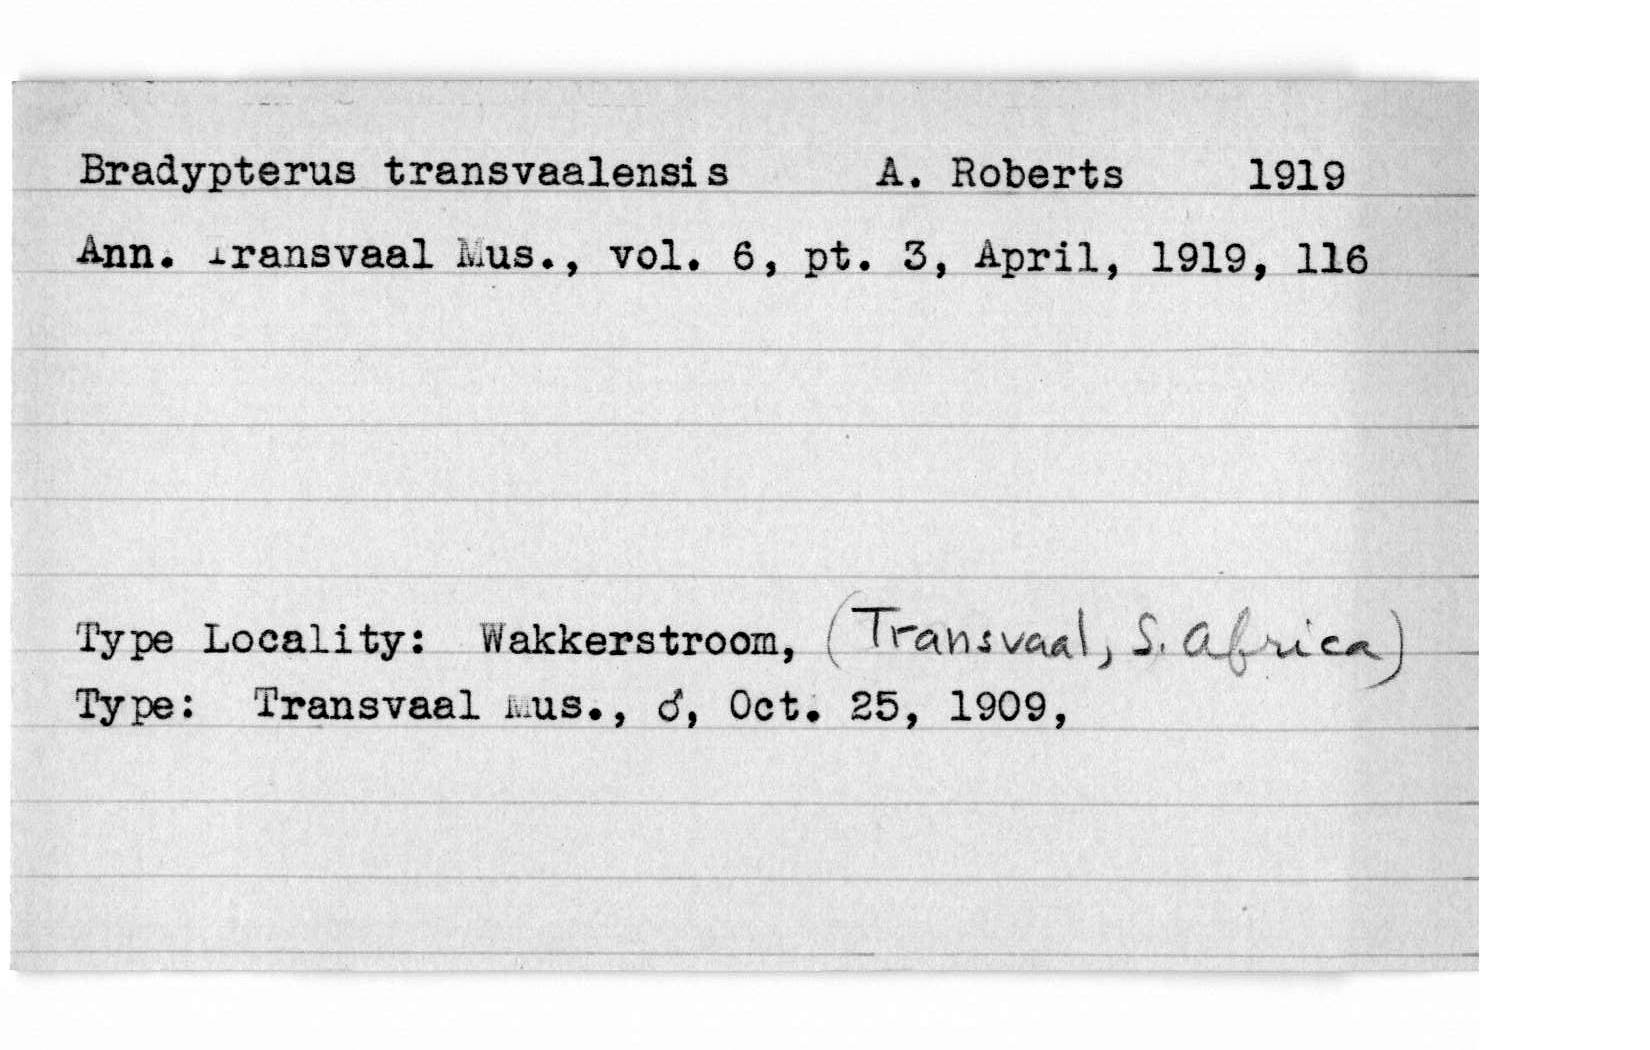 Bradypterus transvaalensis A. Roberts 1919
Ann. Transvaal Mus., vol. 6, pt. 3, April, 1919, 116
Type Locality: Wakkerstroom, (Transvaal, S. Africa)
Type: Transvaal Mus., ♂, Oct. 25, 1909,